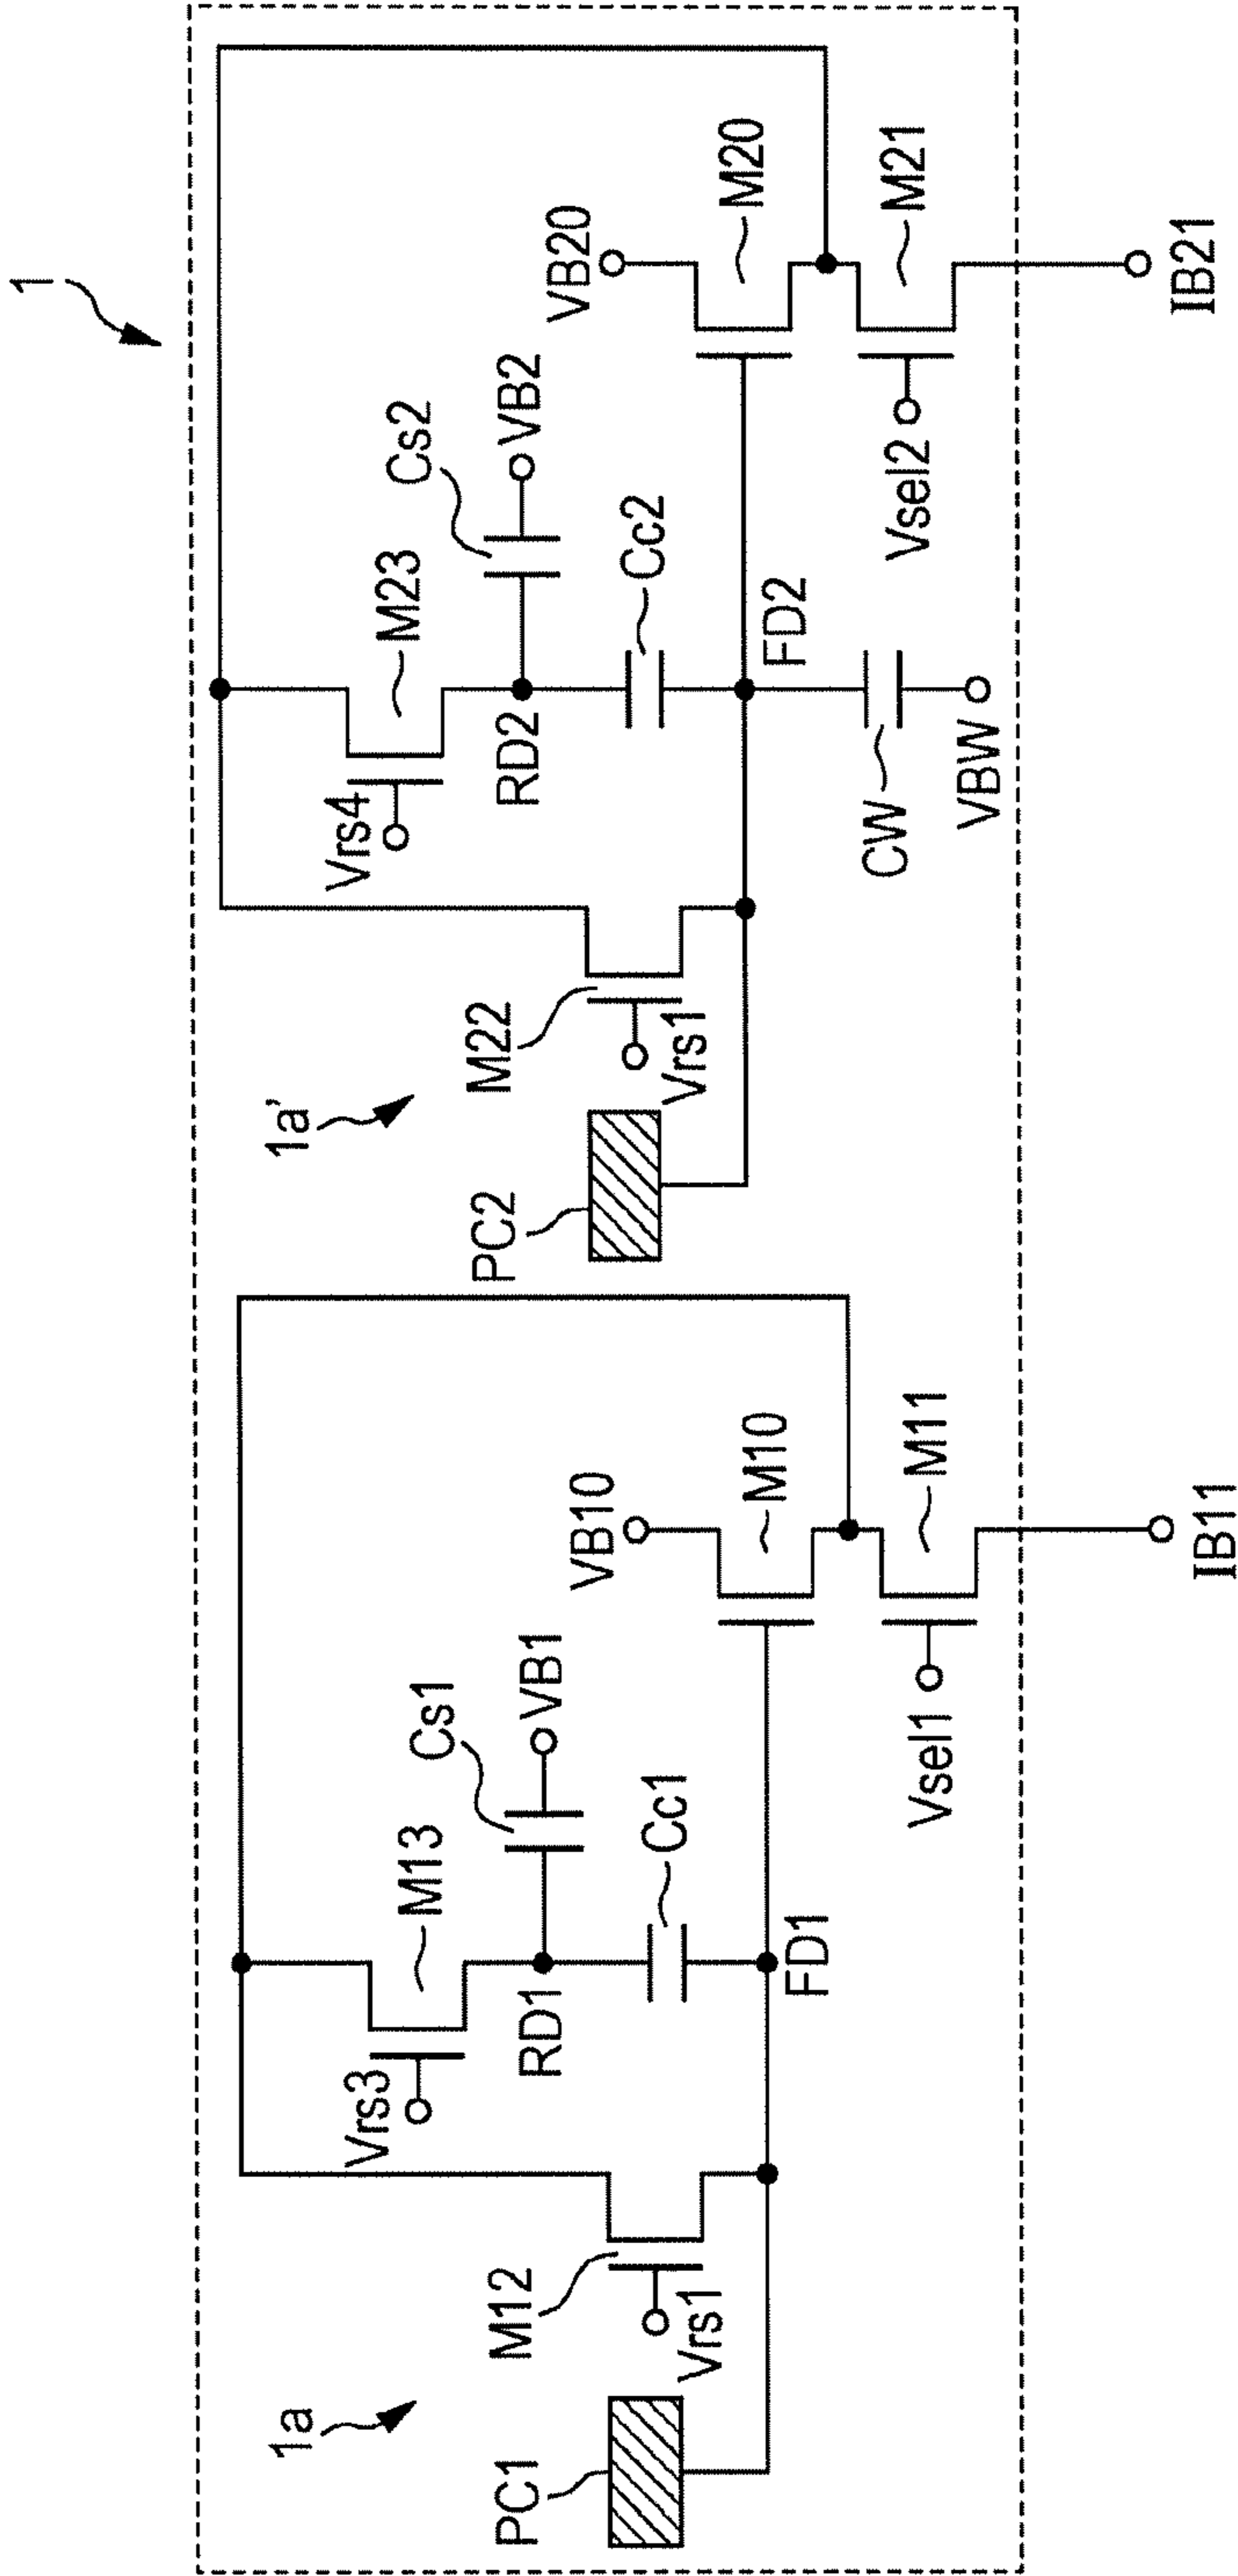 1
1a
PC1
M12
Vrs1
Vrs3
M13
RD1
Cs1
VB1
Cc1
FD1
VB10
M10
M11
Vsel1
IB11
1a'
PC2
M22
Vrs1
Vrs4
M23
RD2
Cs2
VB2
Cc2
FD2
CW
VBW
VB20
M20
M21
Vsel2
IB21